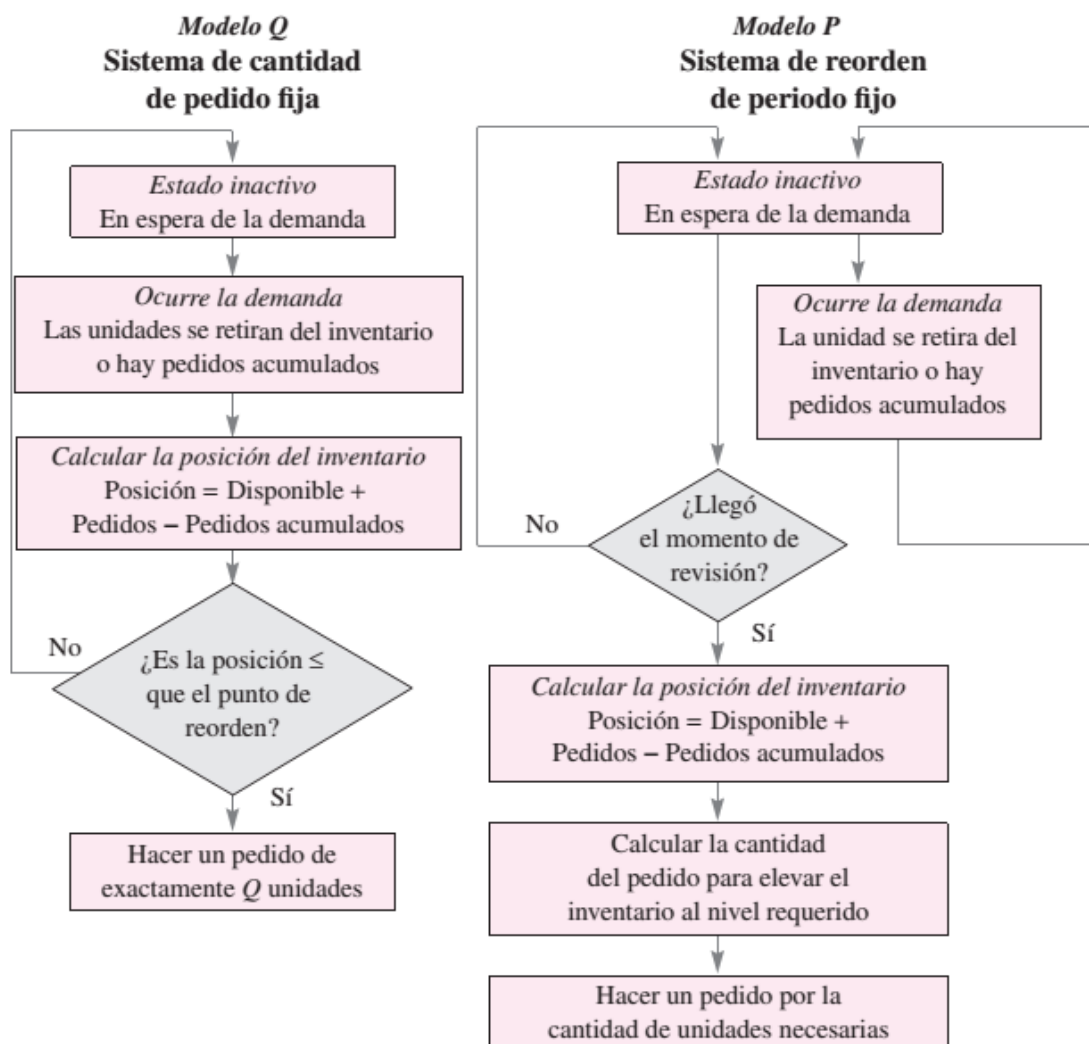 Modelo Q
Sistema de cantidad
de pedido fija
Estado inactivo
En espera de la demanda
Ocurre la demanda
Las unidades se retiran del inventario
o hay pedidos acumulados
Calcular la posición del inventario
Posición = Disponible +
Pedidos – Pedidos acumulados
No
¿Es la posición ≤
que el punto de
reorden?
Sí
Hacer un pedido de
exactamente Q unidades
Modelo P
Sistema de reorden
de periodo fijo
Estado inactivo
En espera de la demanda
Ocurre la demanda
La unidad se retira del
inventario o hay
pedidos acumulados
No
¿Llegó
el momento de
revisión?
Sí
Calcular la posición del inventario
Posición = Disponible +
Pedidos – Pedidos acumulados
Calcular la cantidad
del pedido para elevar el
inventario al nivel requerido
Hacer un pedido por la
cantidad de unidades necesarias